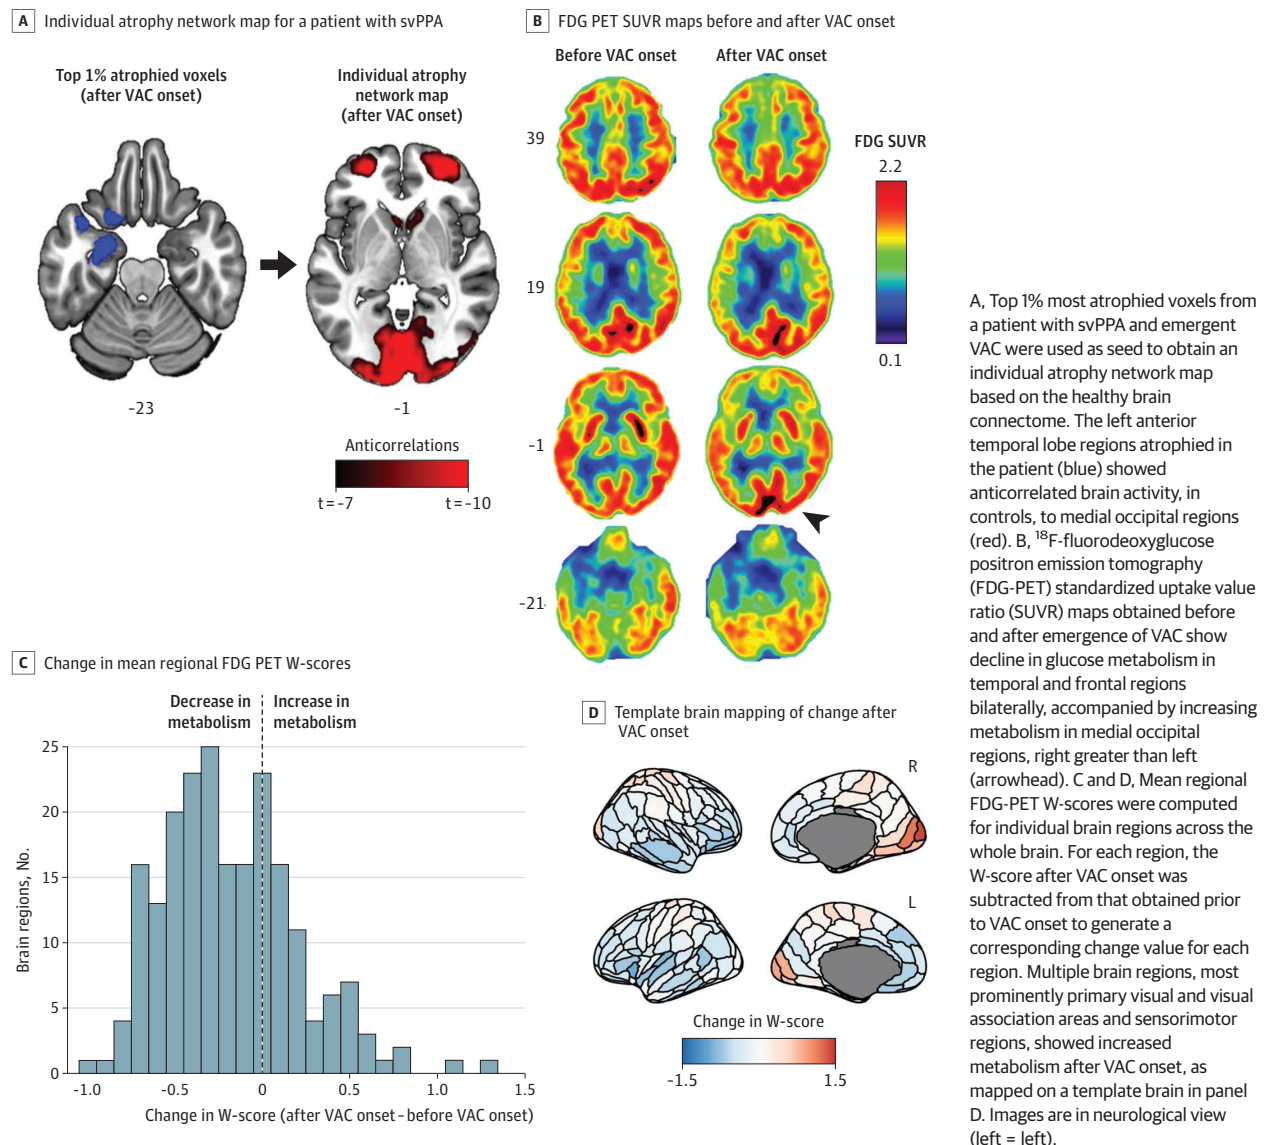 A Individual atrophy network map for a patient with svPPA
Top 1% atrophied voxels
(after VAC onset)
Individual atrophy
network map
(after VAC onset)
-23
-1
Anticorrelations
t=-7
t=-10
B FDG PET SUVR maps before and after VAC onset
Before VAC onset
After VAC onset
39
19
-1
-21
FDG SUVR
2.2
0.1
C Change in mean regional FDG PET W-scores
Decrease in
metabolism
Increase in
metabolism
25
20
15
10
5
0
Brain regions, No.
-1.0
-0.5
0
0.5
1.0
1.5
Change in W-score (after VAC onset – before VAC onset)
D Template brain mapping of change after
VAC onset
R
L
Change in W-score
-1.5
1.5
A, Top 1% most atrophied voxels from
a patient with svPPA and emergent
VAC were used as seed to obtain an
individual atrophy network map
based on the healthy brain
connectome. The left anterior
temporal lobe regions atrophied in
the patient (blue) showed
anticorrelated brain activity, in
controls, to medial occipital regions
(red). B, ¹⁸F-fluorodeoxyglucose
positron emission tomography
(FDG-PET) standardized uptake value
ratio (SUVR) maps obtained before
and after emergence of VAC show
decline in glucose metabolism in
temporal and frontal regions
bilaterally, accompanied by increasing
metabolism in medial occipital
regions, right greater than left
(arrowhead). C and D, Mean regional
FDG-PET W-scores were computed
for individual brain regions across the
whole brain. For each region, the
W-score after VAC onset was
subtracted from that obtained prior
to VAC onset to generate a
corresponding change value for each
region. Multiple brain regions, most
prominently primary visual and visual
association areas and sensorimotor
regions, showed increased
metabolism after VAC onset, as
mapped on a template brain in panel
D. Images are in neurological view
(left = left).